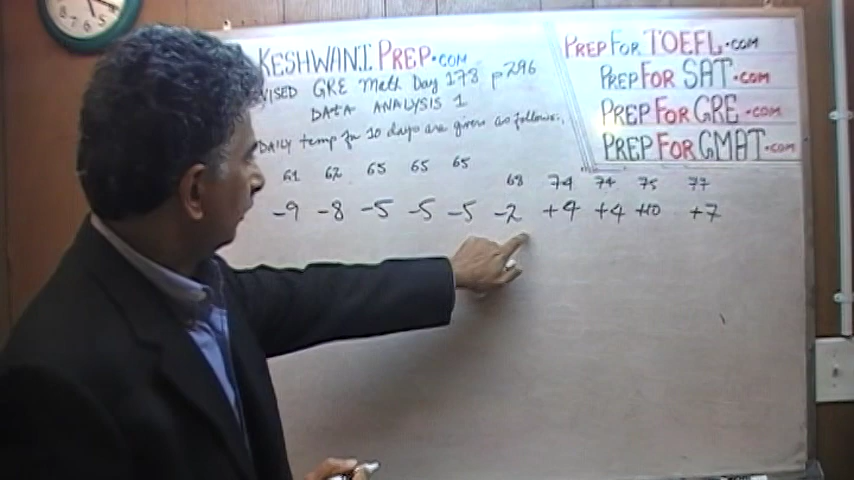 KESHWANI PREP.COM
VISED GRE Math Day 178 p296
DATA ANALYSIS 1
DAILY temp for 10 days are given as follows:
61 62 65 65 65 68 74 74 75 77
-9 -8 -5 -5 -5 -2 +4 +4 +10 +7
PREP FOR TOEFL.COM
PREP FOR SAT.COM
PREP FOR GRE.COM
PREP FOR GMAT.COM